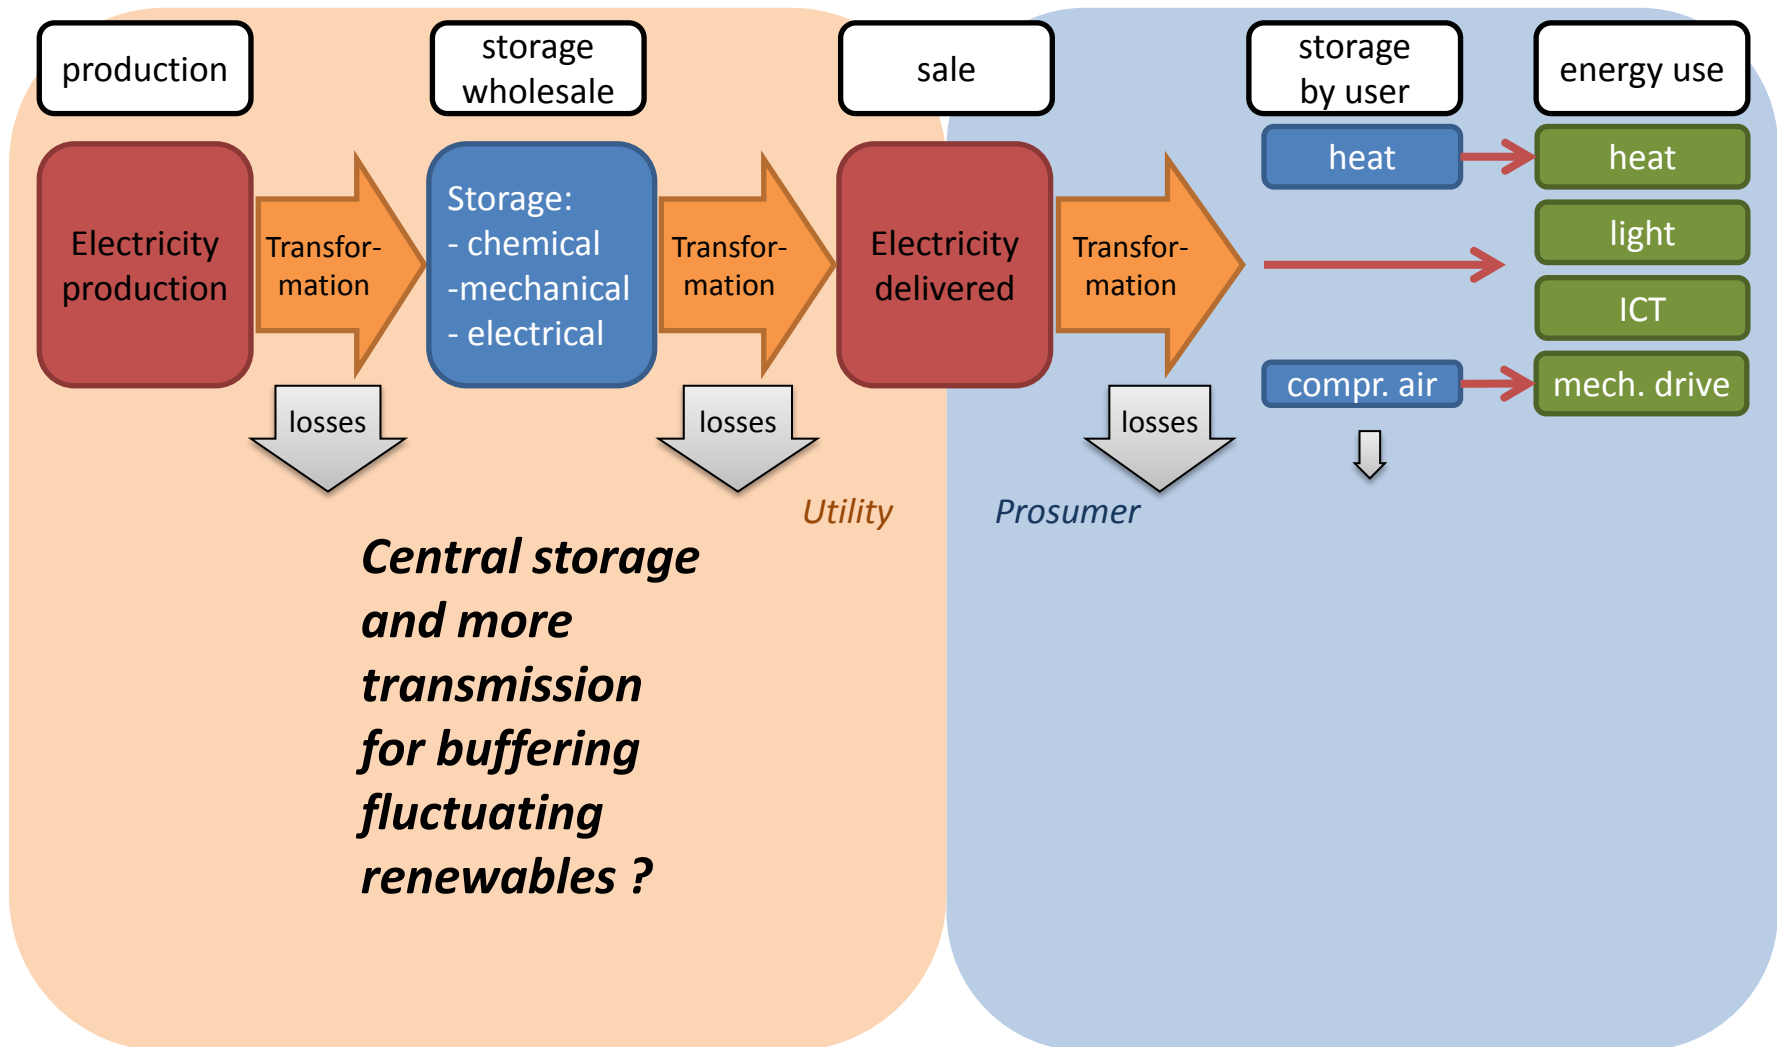 production
storage
wholesale
sale
storage
by user
energy use
Electricity
production
Transfor-
mation
Storage:
- chemical
-mechanical
- electrical
Transfor-
mation
Electricity
delivered
Transfor-
mation
heat
heat
light
ICT
compr. air
mech. drive
losses
losses
losses
Utility
Prosumer
Central storage
and more
transmission
for buffering
fluctuating
renewables ?